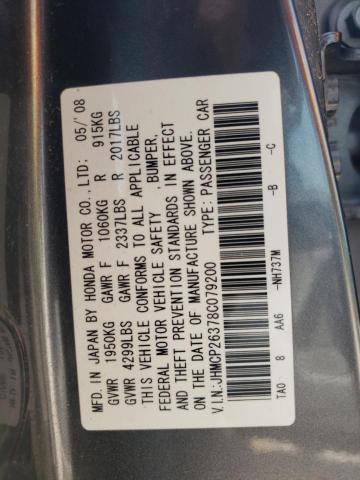 MFD. IN JAPAN BY HONDA MOTOR CO.,LTD: 05/'08
GVWR 1950KG GAWR F 1060KG R 915KG
GVWR 4299LBS GAWR F 2337LBS R 2017LBS
THIS VEHICLE CONFORMS TO ALL APPLICABLE
FEDERAL MOTOR VEHICLE SAFETY ,BUMPER,
AND THEFT PREVENTION STANDARDS IN EFFECT
ON THE DATE OF MANUFACTURE SHOWN ABOVE.
V.I.N.:JHMCP26378C079200 TYPE:PASSENGER CAR
TA0 8 AA6 -NH737M -B -C